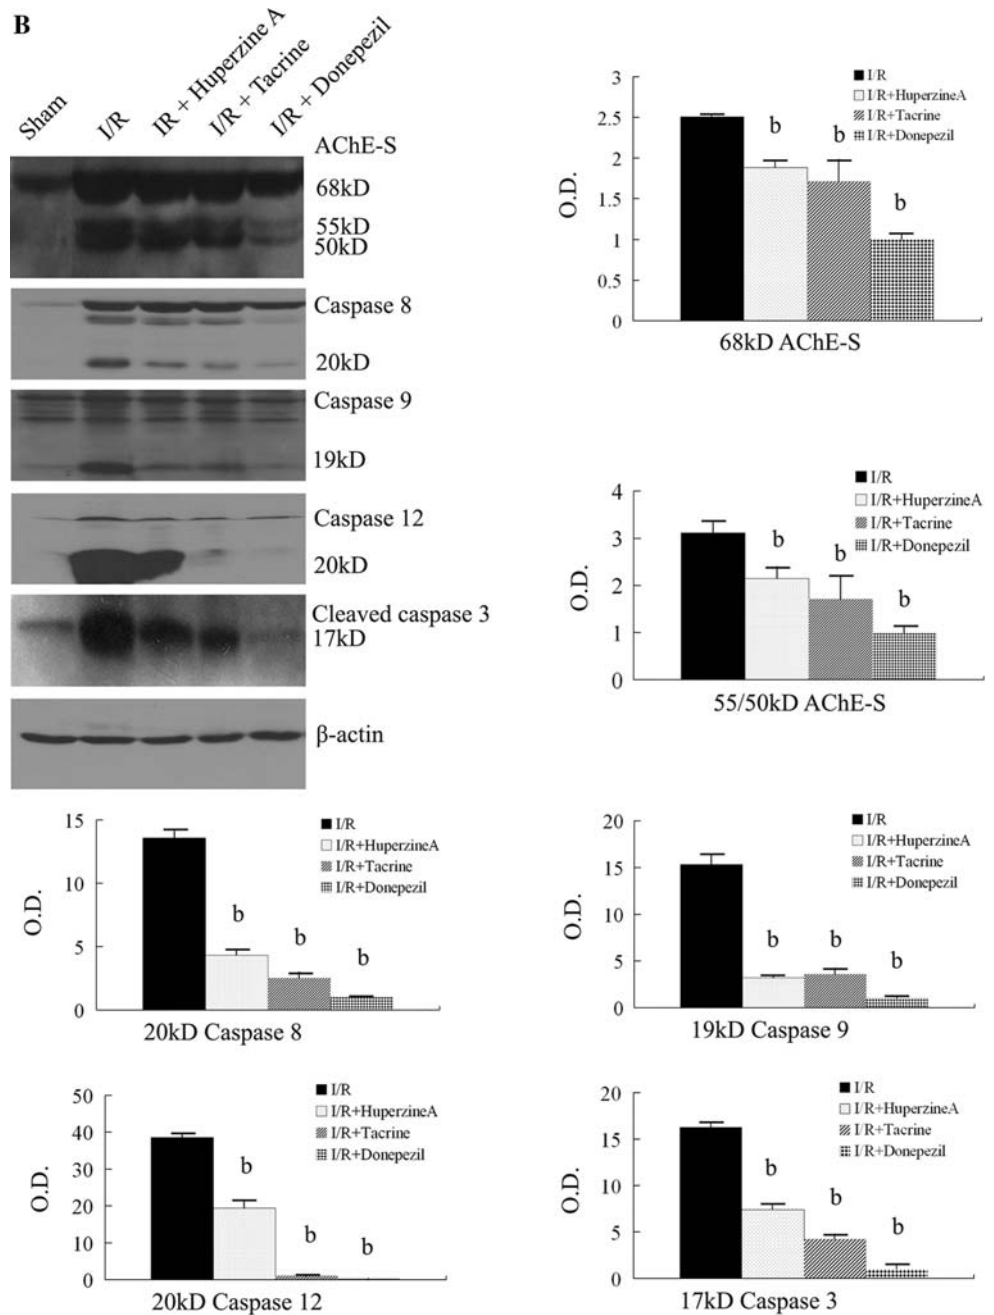 B
Sham
I/R
IR + Huperzine A
I/R + Tacrine
I/R + Donepezil
AChE-S
68kD
55kD
50kD
Caspase 8
20kD
Caspase 9
19kD
Caspase 12
20kD
Cleaved caspase 3
17kD
β-actin
3
2.5
2
1.5
1
0.5
0
O.D.
I/R
I/R+HuperzineA
I/R+Tacrine
I/R+Donepezil
b
b
b
68kD AChE-S
4
3
2
1
0
O.D.
I/R
I/R+HuperzineA
I/R+Tacrine
I/R+Donepezil
b
b
b
55/50kD AChE-S
15
10
5
0
O.D.
I/R
I/R+HuperzineA
I/R+Tacrine
I/R+Donepezil
b
b
b
20kD Caspase 8
20
15
10
5
0
O.D.
I/R
I/R+HuperzineA
I/R+Tacrine
I/R+Donepezil
b
b
b
19kD Caspase 9
50
40
30
20
10
0
O.D.
I/R
I/R+HuperzineA
I/R+Tacrine
I/R+Donepezil
b
b
b
20kD Caspase 12
20
15
10
5
0
O.D.
I/R
I/R+HuperzineA
I/R+Tacrine
I/R+Donepezil
b
b
b
17kD Caspase 3